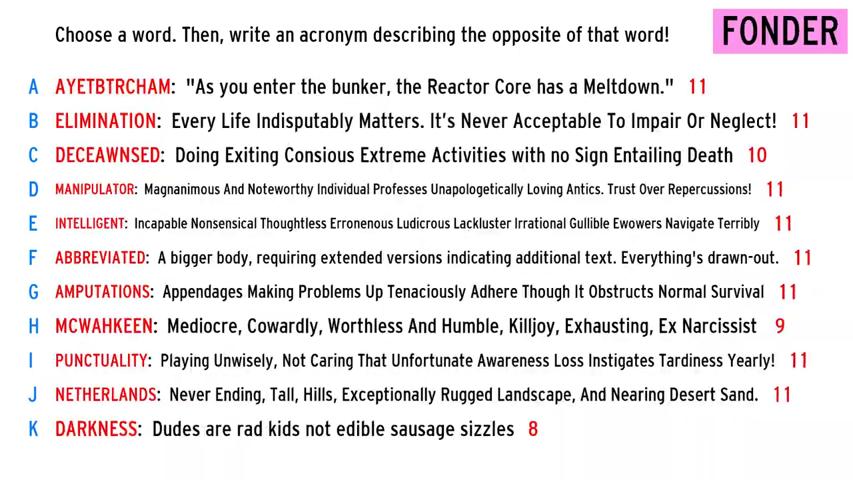 Choose a word. Then, write an acronym describing the opposite of that word!
FONDER
A AYETBTRCHAM: "As you enter the bunker, the Reactor Core has a Meltdown." 11
B ELIMINATION: Every Life Indisputably Matters. It's Never Acceptable To Impair Or Neglect! 11
C DECEAWNSED: Doing Exiting Consious Extreme Activities with no Sign Entailing Death 10
D MANIPULATOR: Magnanimous And Noteworthy Individual Professes Unapologetically Loving Antics. Trust Over Repercussions! 11
E INTELLIGENT: Incapable Nonsensical Thoughtless Erronenous Ludicrous Lackluster Irrational Gullible Ewowers Navigate Terribly 11
F ABBREVIATED: A bigger body, requiring extended versions indicating additional text. Everything's drawn-out. 11
G AMPUTATIONS: Appendages Making Problems Up Tenaciously Adhere Though It Obstructs Normal Survival 11
H MCWAHKEEN: Mediocre, Cowardly, Worthless And Humble, Killjoy, Exhausting, Ex Narcissist 9
I PUNCTUALITY: Playing Unwisely, Not Caring That Unfortunate Awareness Loss Instigates Tardiness Yearly! 11
J NETHERLANDS: Never Ending, Tall, Hills, Exceptionally Rugged Landscape, And Nearing Desert Sand. 11
K DARKNESS: Dudes are rad kids not edible sausage sizzles 8